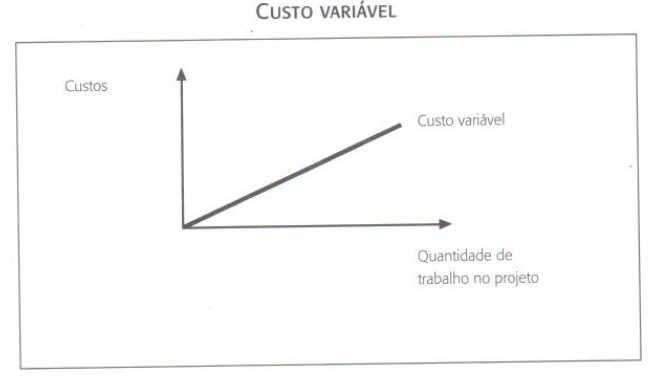 CUSTO VARIÁVEL
Custos
Custo variável
Quantidade de
trabalho no projeto